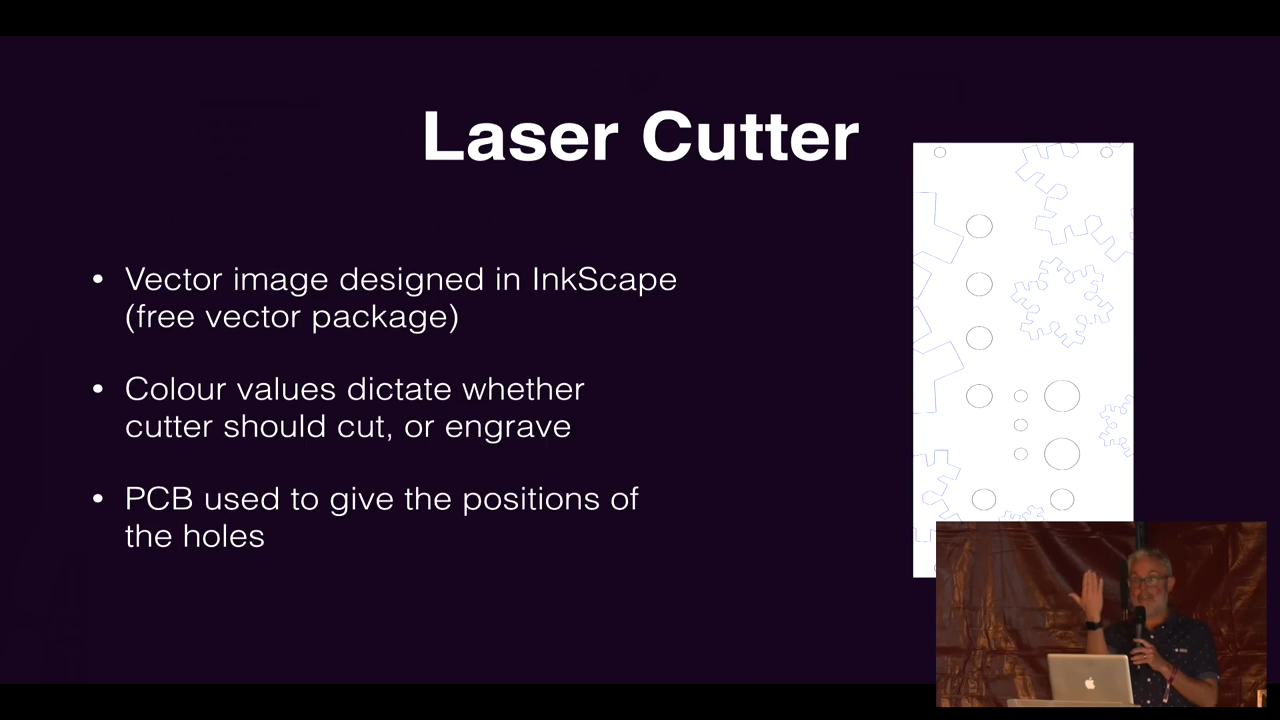 Laser Cutter
• Vector image designed in InkScape
(free vector package)
• Colour values dictate whether
cutter should cut, or engrave
• PCB used to give the positions of
the holes